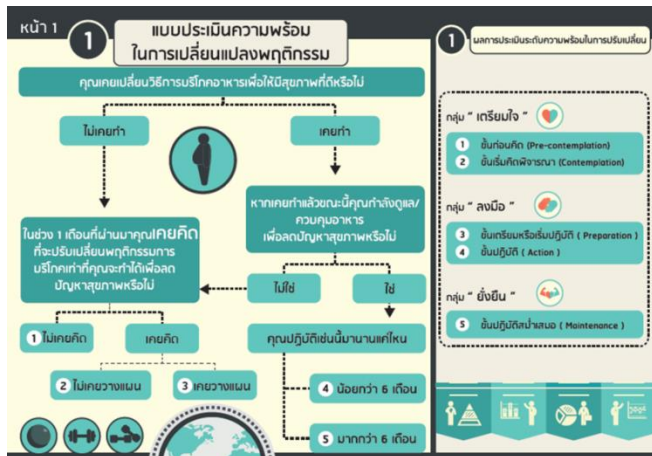 หน้า 1
1
แบบประเมินความพร้อม
ในการเปลี่ยนแปลงพฤติกรรม
คุณเคยเปลี่ยนวิธีการบริโภคอาหารเพื่อให้มีสุขภาพที่ดีหรือไม่
ไม่เคยทำ
เคยทำ
หากเคยทำแล้วขณะนี้คุณกำลังดูแล/
ควบคุมอาหาร
เพื่อลดปัญหาสุขภาพหรือไม่
ในช่วง 1 เดือนที่ผ่านมาคุณเคยคิด
ที่จะปรับเปลี่ยนพฤติกรรมการ
บริโภคเท่าที่คุณจะทำได้เพื่อลด
ปัญหาสุขภาพหรือไม่
ไม่ใช่
ใช่
1 ไม่เคยคิด
เคยคิด
คุณปฏิบัติเช่นนี้มานานแค่ไหน
2 ไม่เคยวางแผน
3 เคยวางแผน
4 น้อยกว่า 6 เดือน
5 มากกว่า 6 เดือน
1
ผลการประเมินระดับความพร้อมในการปรับเปลี่ยน
กลุ่ม " เตรียมใจ "
1 ขั้นก่อนคิด (Pre-contemplation)
2 ขั้นเริ่มคิดพิจารณา (Contemplation)
กลุ่ม " ลงมือ "
3 ขั้นเตรียมหรือเริ่มปฏิบัติ ( Preparation )
4 ขั้นปฏิบัติ ( Action )
กลุ่ม " ยั่งยืน "
5 ขั้นปฏิบัติสม่ำเสมอ ( Maintenance )